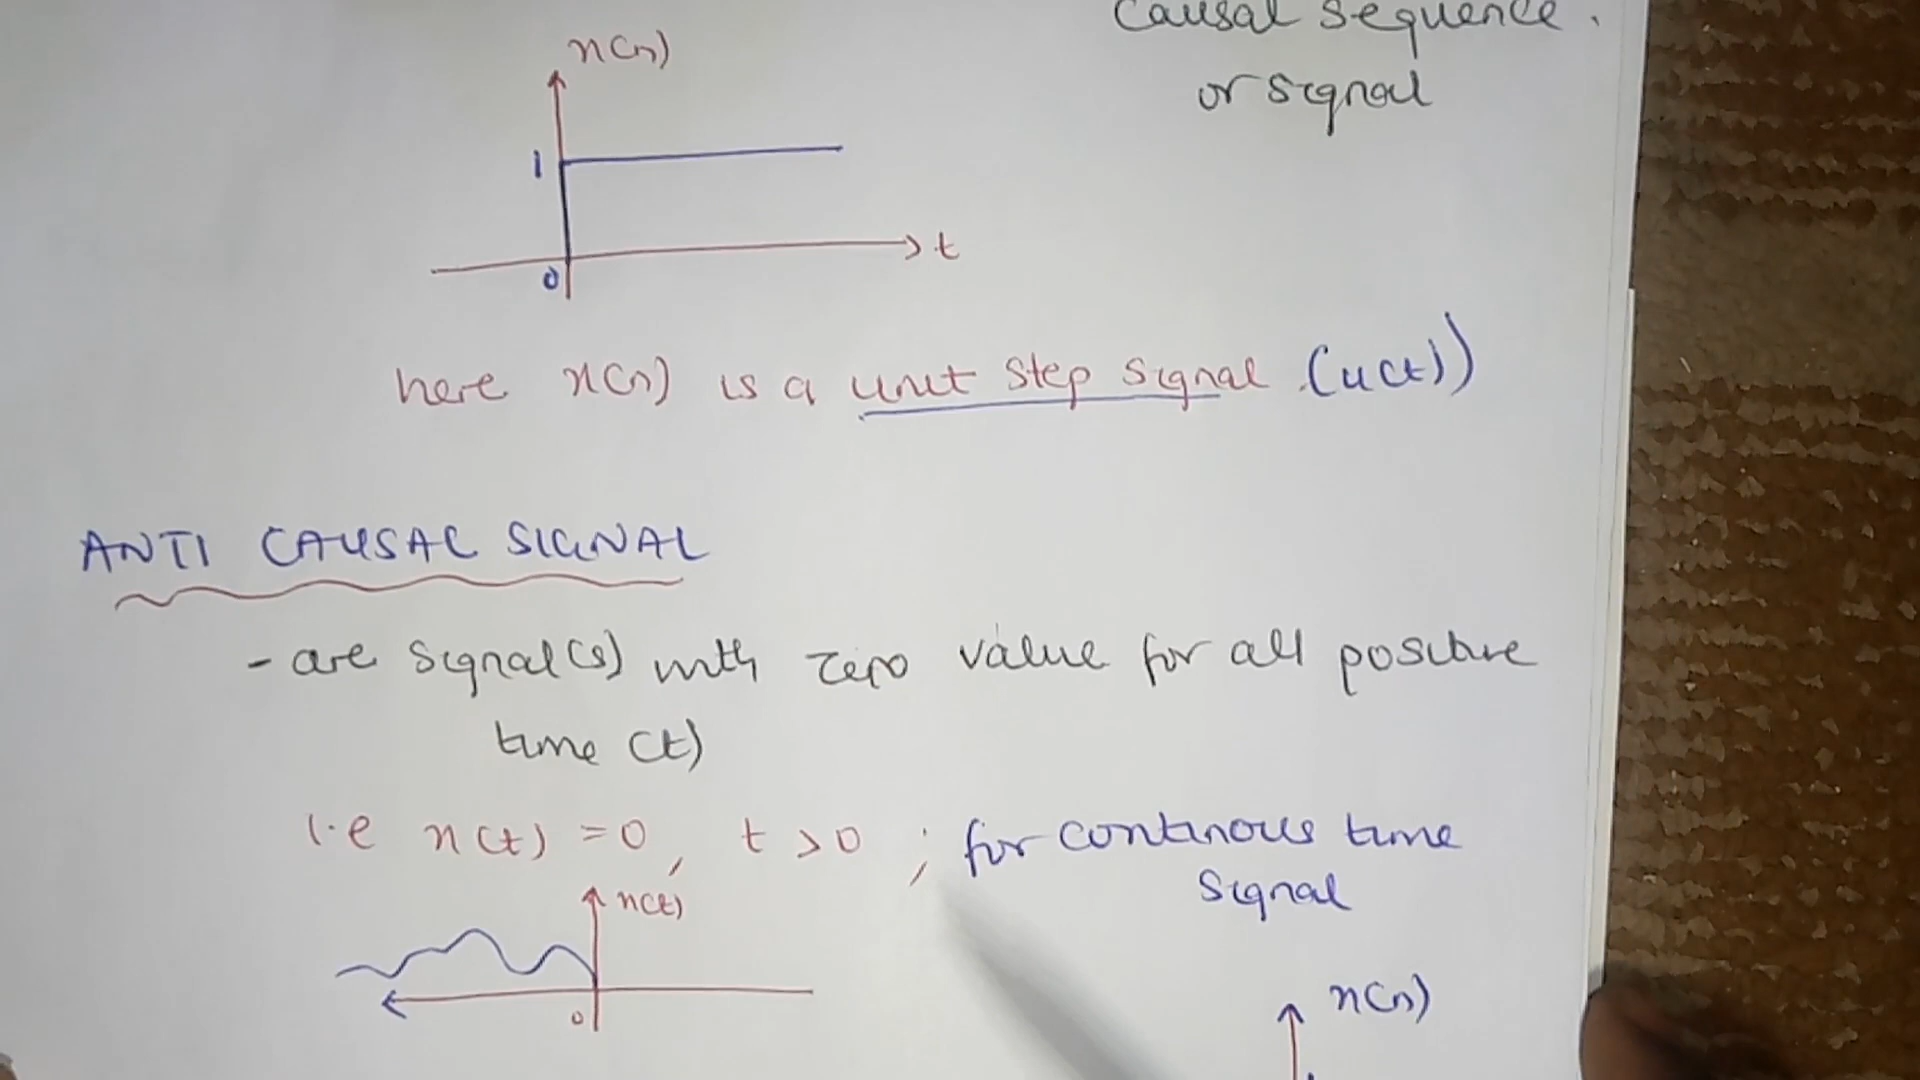 Causal sequence.
or signal
x(n)
1
t
0
here x(n) is a unit step signal (u(t))
ANTI CAUSAL SIGNAL
- are signal(s) with zero value for all positive
time (t)
i.e x(t) = 0, t > 0 ; for continous time
signal
x(t)
0
x(n)